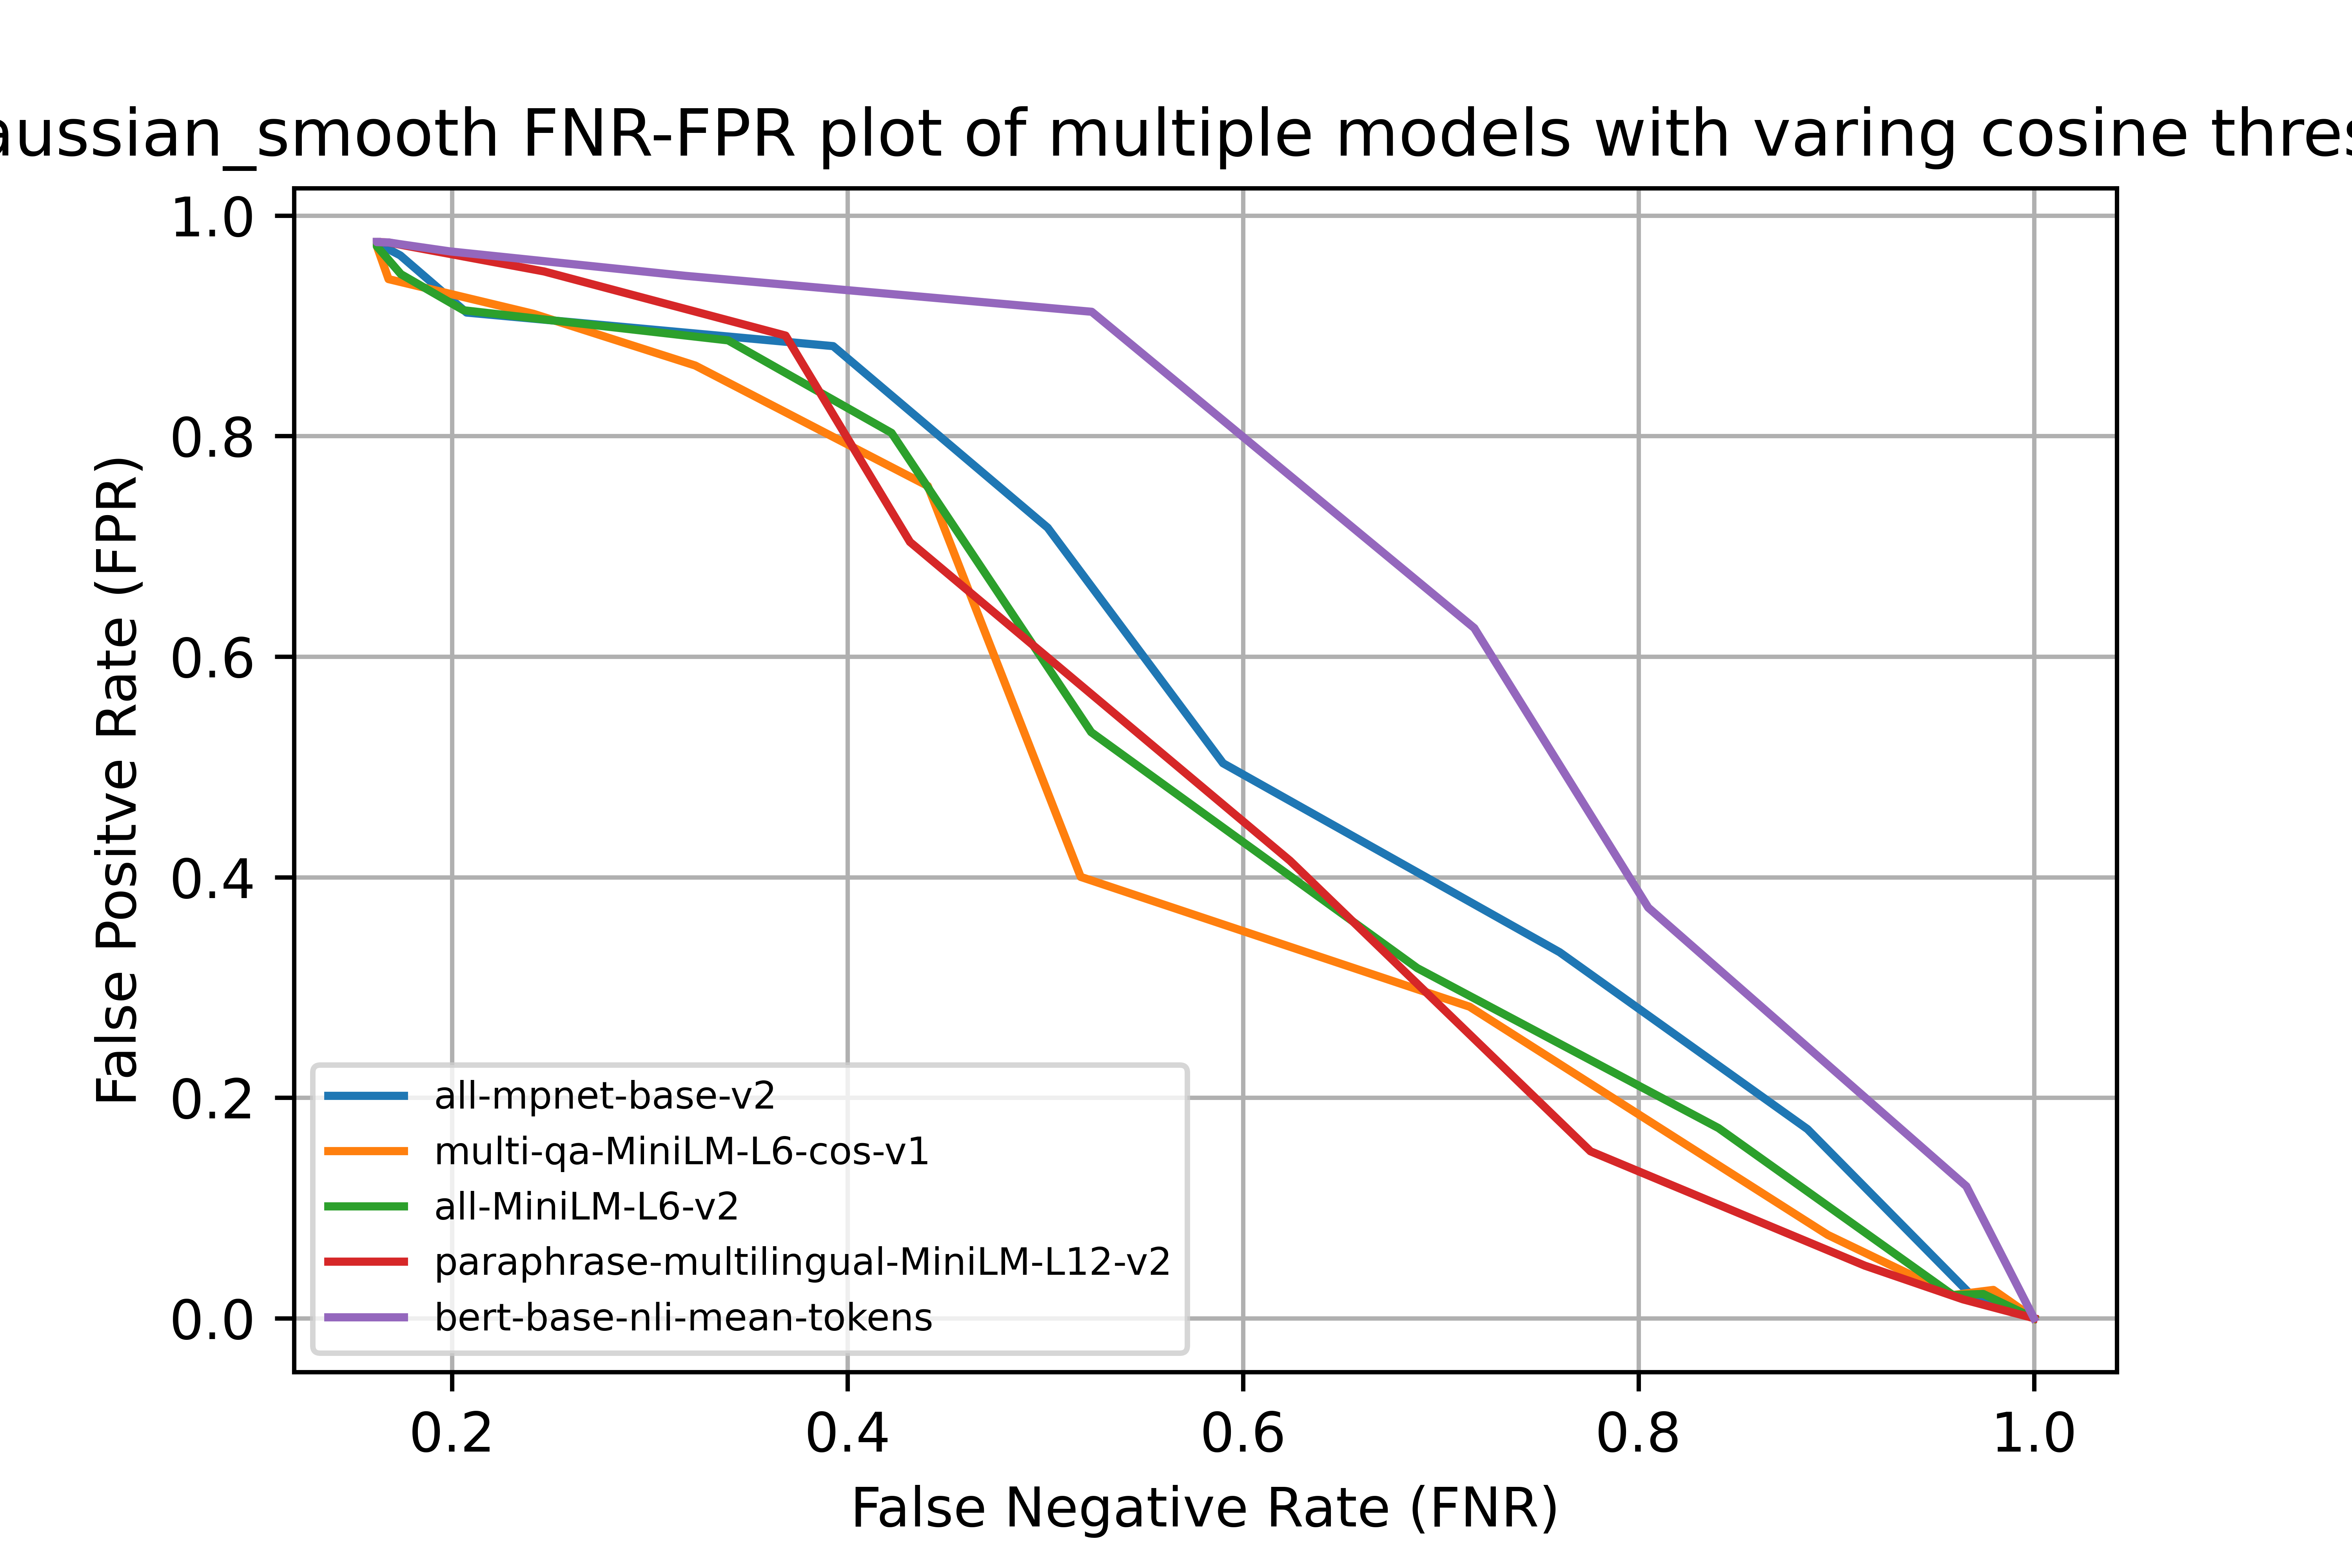 aussian_smooth FNR-FPR plot of multiple models with varing cosine thres
1.0
0.8
0.6
0.4
0.2
0.0
False Positve Rate (FPR)
all-mpnet-base-v2
multi-qa-MiniLM-L6-cos-v1
all-MiniLM-L6-v2
paraphrase-multilingual-MiniLM-L12-v2
bert-base-nli-mean-tokens
0.2 0.4 0.6 0.8 1.0
False Negative Rate (FNR)